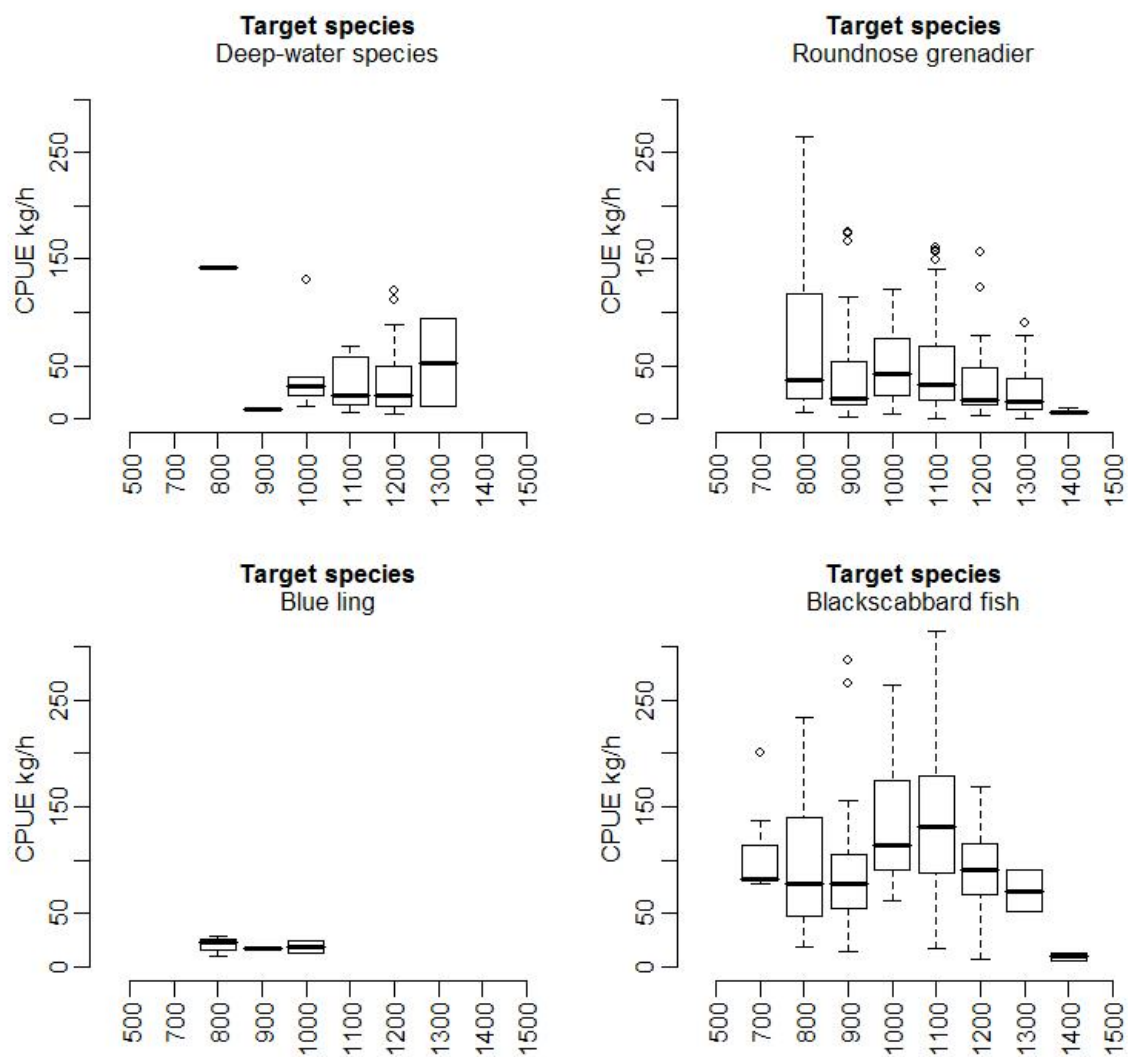 Target species
Deep-water species
CPUE kg/h
0 50 150 250
500 700 800 900 1000 1100 1200 1300 1400 1500
Target species
Roundnose grenadier
CPUE kg/h
0 50 150 250
500 700 800 900 1000 1100 1200 1300 1400 1500
Target species
Blue ling
CPUE kg/h
0 50 150 250
500 700 800 900 1000 1100 1200 1300 1400 1500
Target species
Blackscabbard fish
CPUE kg/h
0 50 150 250
500 700 800 900 1000 1100 1200 1300 1400 1500